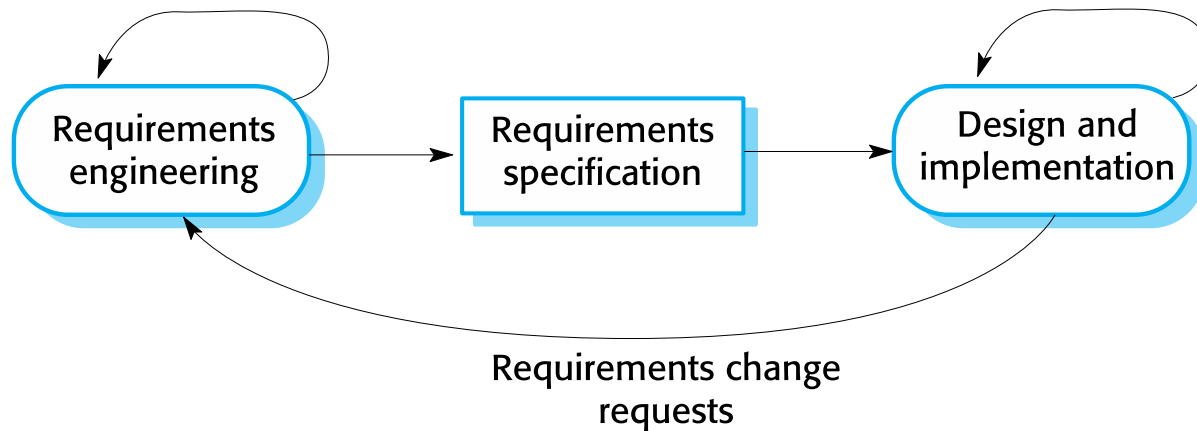 Requirements
engineering
Requirements
specification
Design and
implementation
Requirements change
requests